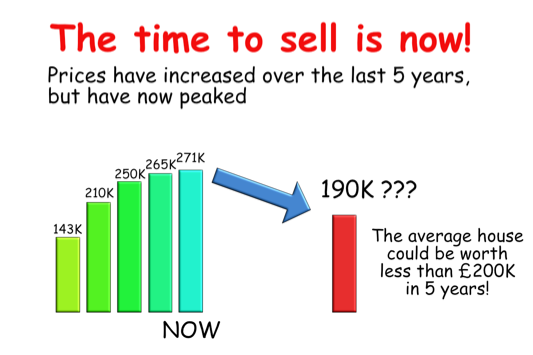 The time to sell is now!
Prices have increased over the last 5 years,
but have now peaked
143K
210K
250K
265K
271K
190K ???
The average house
could be worth
less than £200K
in 5 years!
NOW